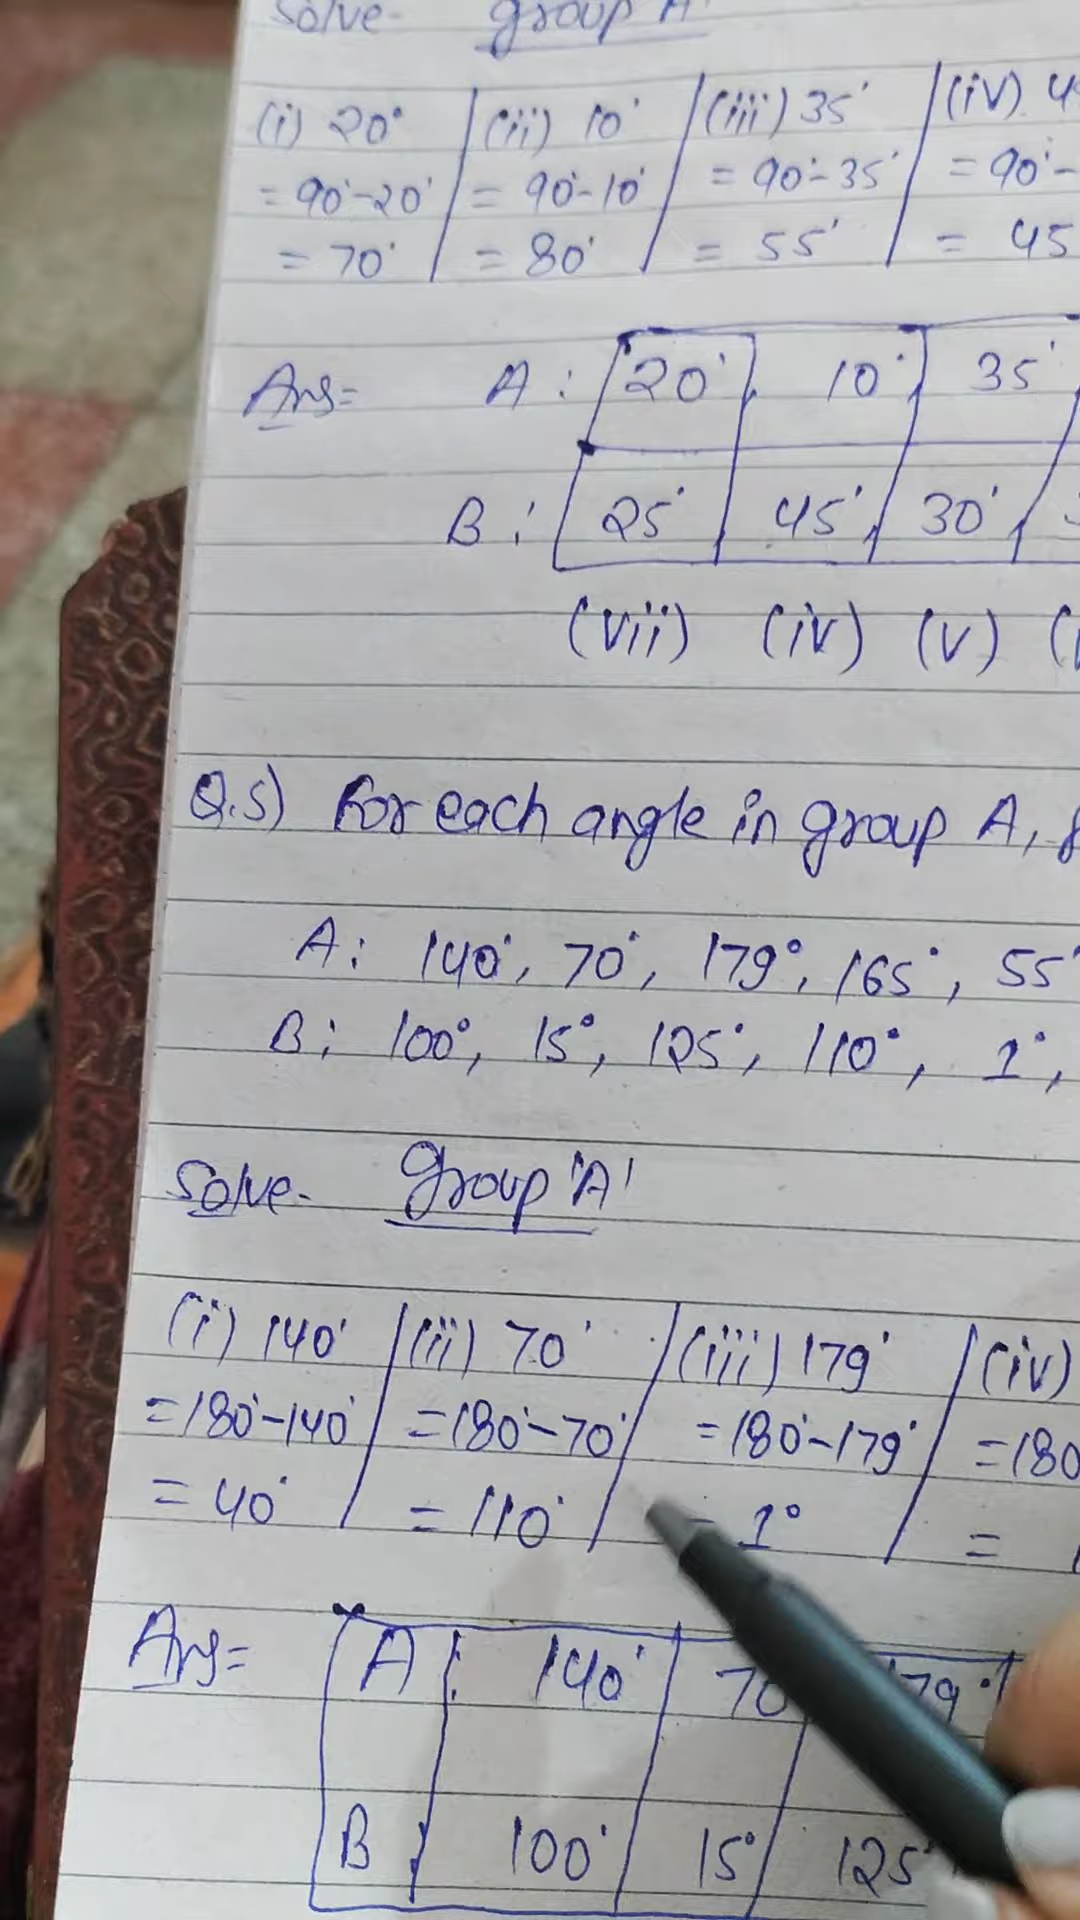 Solve- group 'A'
(i) 20° (ii) 10° (iii) 35° (iv) 45
= 90°-20° = 90°-10° = 90°-35° = 90°-
= 70° = 80° = 55° = 45
Ans= A : 20° 10° 35°
B : 25° 45° 30°
(vii) (iv) (v) (
Q.5) For each angle in group A,
A: 140°, 70°, 179°, 165°, 55°
B: 100°, 15°, 125°, 110°, 1°,
Solve- Group 'A'
(i) 140° (ii) 70° (iii) 179° (iv)
=180°-140° =180°-70° =180°-179° =180
= 40° = 110° = 1° =
Ans= A : 140° 70 179°
B : 100° 15° 125°